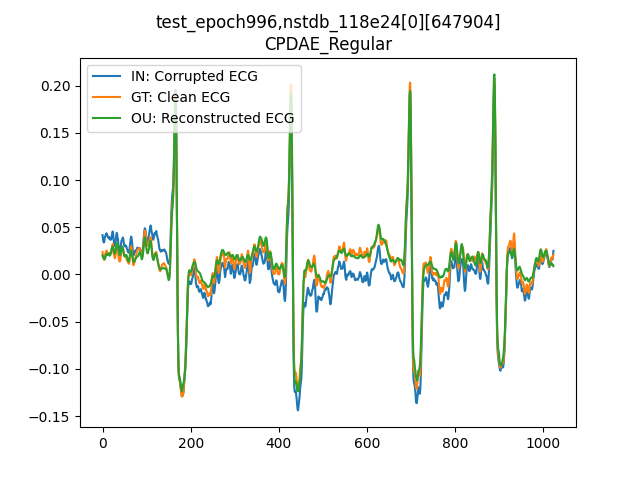 test_epoch996,nstdb_118e24[0][647904]
CPDAE_Regular
IN: Corrupted ECG
GT: Clean ECG
OU: Reconstructed ECG
0.20
0.15
0.10
0.05
0.00
−0.05
−0.10
−0.15
0 200 400 600 800 1000